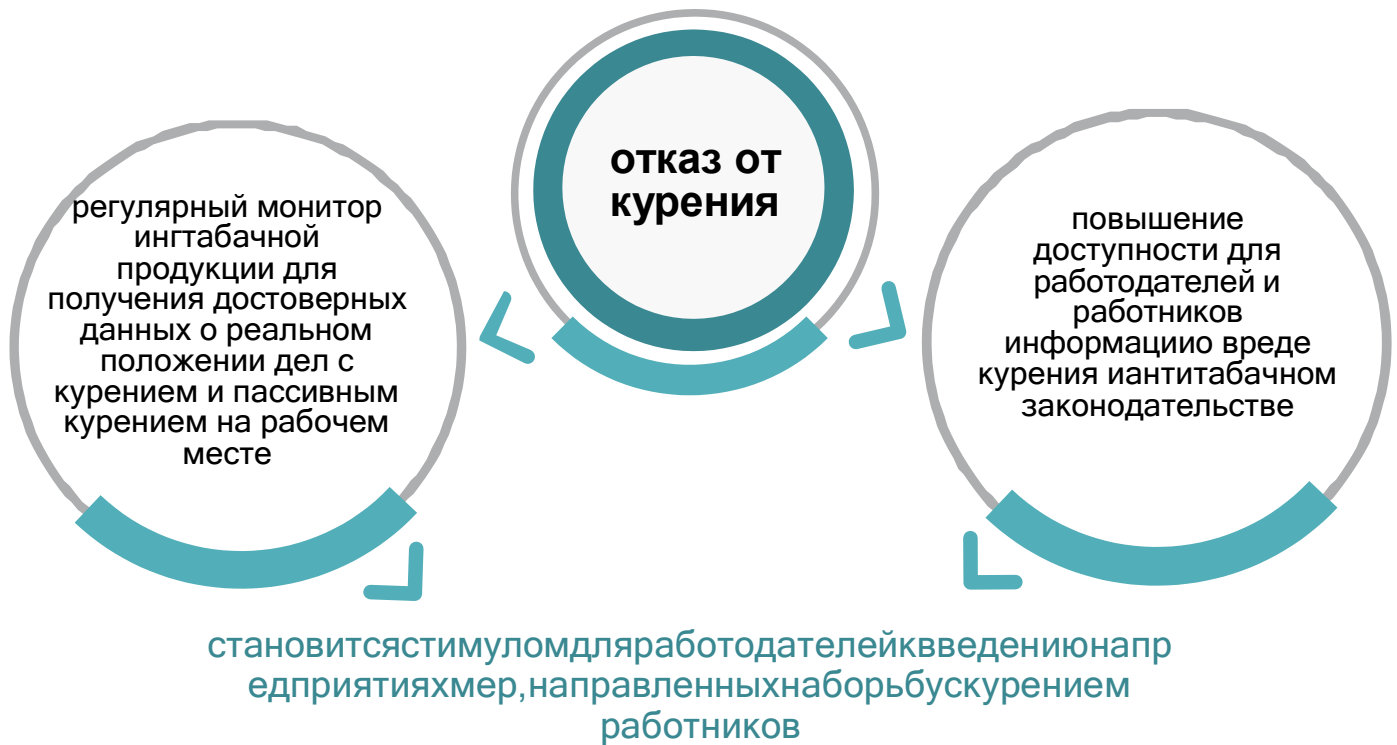 отказ от
курения
регулярный монитор
ингтабачной
продукции для
получения достоверных
данных о реальном
положении дел с
курением и пассивным
курением на рабочем
месте
повышение
доступности для
работодателей и
работников
информациио вреде
курения иантитабачном
законодательстве
становитсястимуломдляработодателейквведениюнапр
едприятияхмер,направленныхнаборьбускурением
работников